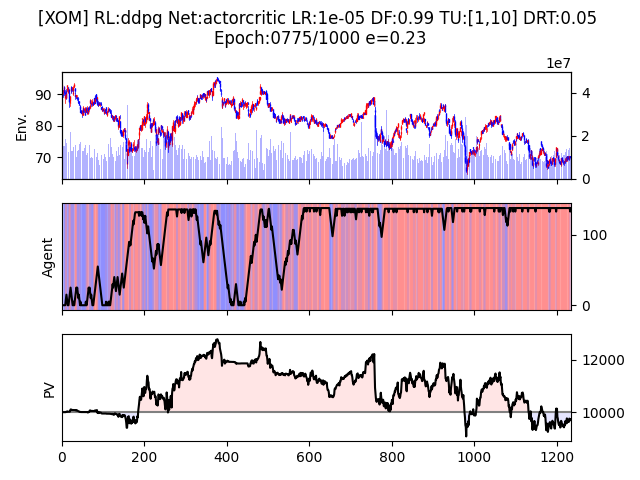 [XOM] RL:ddpg Net:actorcritic LR:1e-05 DF:0.99 TU:[1,10] DRT:0.05
Epoch:0775/1000 e=0.23
1e7
Env.
90
80
70
4
2
0
Agent
100
0
PV
12000
10000
0 200 400 600 800 1000 1200